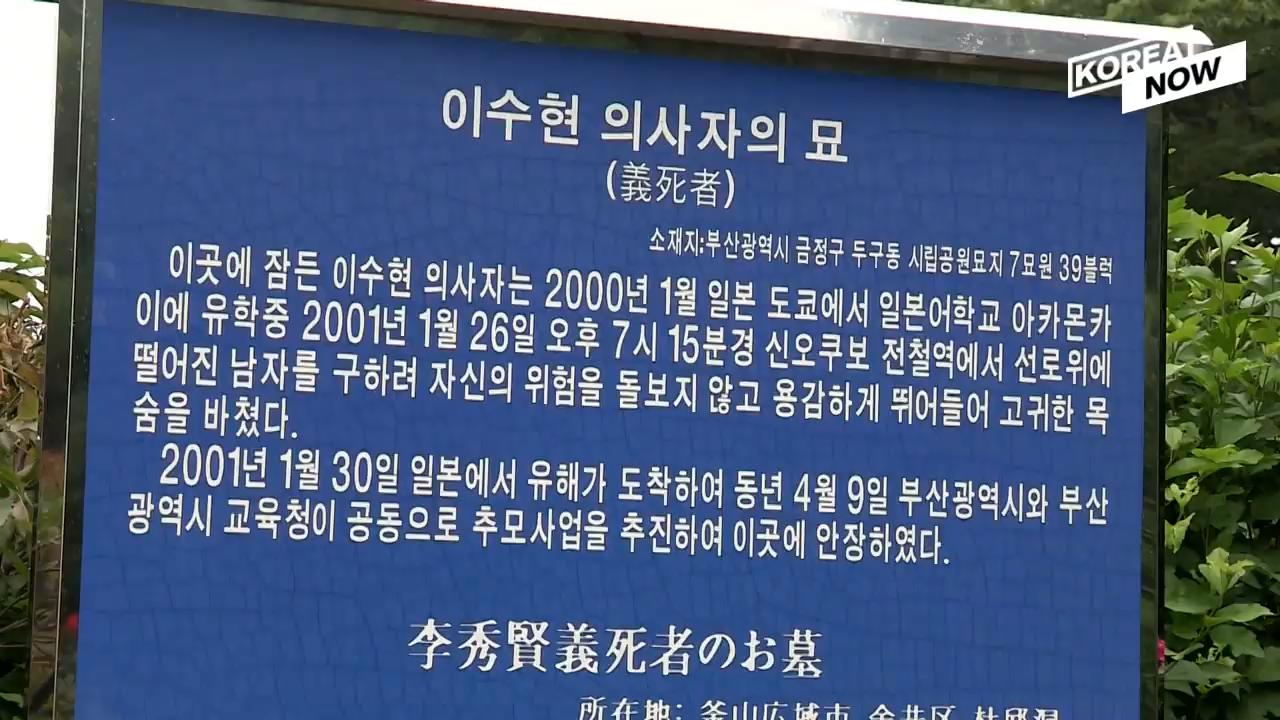 KOREA NOW
이수현 의사자의 묘
(義死者)
소재지:부산광역시 금정구 두구동 시립공원묘지 7묘원 39블럭
이곳에 잠든 이수현 의사자는 2000년 1월 일본 도쿄에서 일본어학교 아카몬카
이에 유학중 2001년 1월 26일 오후 7시 15분경 신오쿠보 전철역에서 선로위에
떨어진 남자를 구하려 자신의 위험을 돌보지 않고 용감하게 뛰어들어 고귀한 목
숨을 바쳤다.
2001년 1월 30일 일본에서 유해가 도착하여 동년 4월 9일 부산광역시와 부산
광역시 교육청이 공동으로 추모사업을 추진하여 이곳에 안장하였다.
李秀賢義死者のお墓
所在地: 釜山広城市 金井区